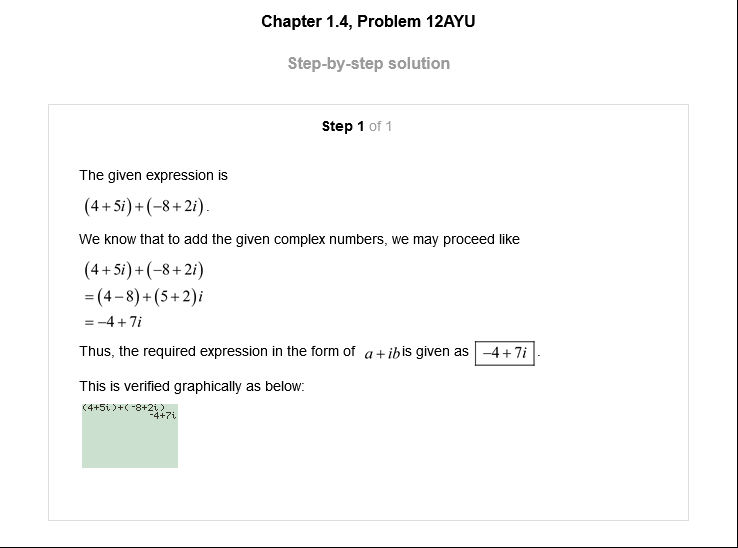 Chapter 1.4, Problem 12AYU
Step-by-step solution
Step 1 of 1
The given expression is
(4+5i)+(−8+2i).
We know that to add the given complex numbers, we may proceed like
(4+5i)+(−8+2i)
=(4−8)+(5+2)i
=−4+7i
Thus, the required expression in the form of a+ib is given as −4+7i.
This is verified graphically as below:
(4+5i)+(-8+2i)
-4+7i